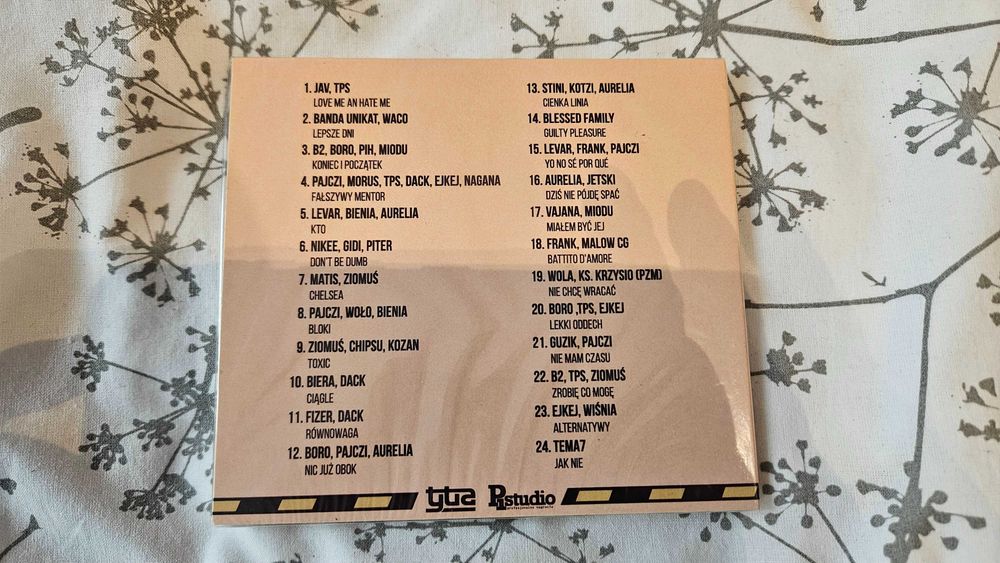 1. JAV, TPS
LOVE ME AN HATE ME
2. BANDA UNIKAT, WACO
LEPSZE DNI
3. B2, BORO, PIH, MIODU
KONIEC I POCZĄTEK
4. PAJCZI, MORUS, TPS, DACK, EJKEJ, NAGANA
FAŁSZYWY MENTOR
5. LEVAR, BIENIA, AURELIA
KTO
6. NIKEE, GIDI, PITER
DON'T BE DUMB
7. MATIS, ZIOMUŚ
CHELSEA
8. PAJCZI, WOŁO, BIENIA
BLOKI
9. ZIOMUŚ, CHIPSU, KOZAN
TOXIC
10. BIERA, DACK
CIĄGLE
11. FIZER, DACK
RÓWNOWAGA
12. BORO, PAJCZI, AURELIA
NIC JUŻ OBOK
13. STINI, KOTZI, AURELIA
CIENKA LINIA
14. BLESSED FAMILY
GUILTY PLEASURE
15. LEVAR, FRANK, PAJCZI
YO NO SÉ POR QUÉ
16. AURELIA, JETSKI
DZIŚ NIE PÓJDĘ SPAĆ
17. VAJANA, MIODU
MIAŁEM BYĆ JEJ
18. FRANK, MALOW CG
BATTITO D'AMORE
19. WOLA, KS. KRZYSIO (PZM)
NIE CHCĘ WRACAĆ
20. BORO ,TPS, EJKEJ
LEKKI ODDECH
21. GUZIK, PAJCZI
NIE MAM CZASU
22. B2, TPS, ZIOMUŚ
ZROBIĘ CO MOGĘ
23. EJKEJ, WIŚNIA
ALTERNATYWY
24. TEMA7
JAK NIE
P1studio
profesjonalne nagrania